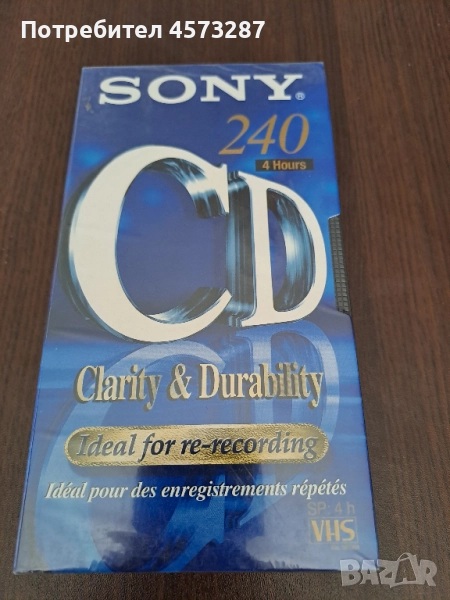 Потребител 4573287
SONY®
240
4 Hours
CD
Clarity & Durability
Ideal for re-recording
Idéal pour des enregistrements répétés
SP: 4 h
VHS
BAZAR